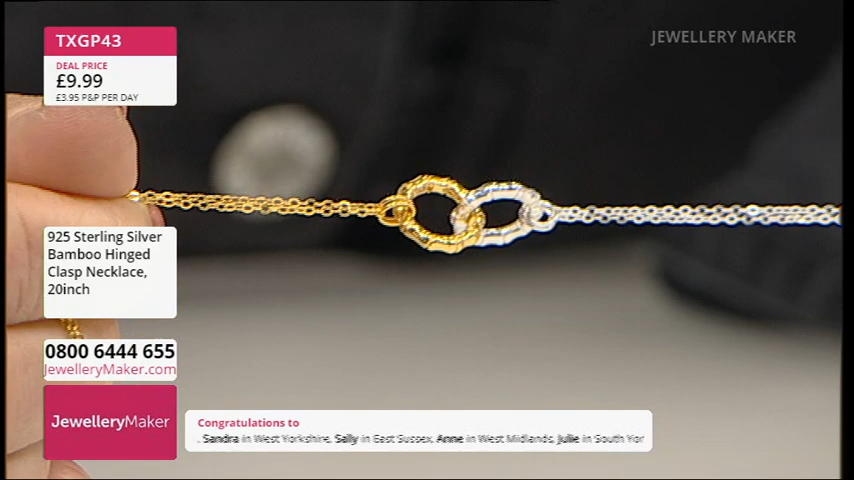 TXGP43
JEWELLERY MAKER
DEAL PRICE
£9.99
£3.95 P&P PER DAY
925 Sterling Silver
Bamboo Hinged
Clasp Necklace,
20inch
0800 6444 655
JewelleryMaker.com
JewelleryMaker
Congratulations to
. Sandra in West Yorkshire, Sally in East Sussex, Anne in West Midlands, Julie in South Yor